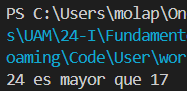 PS C:\Users\molap\On
s\UAM\24-I\Fundament
oaming\Code\User\wor
24 es mayor que 17